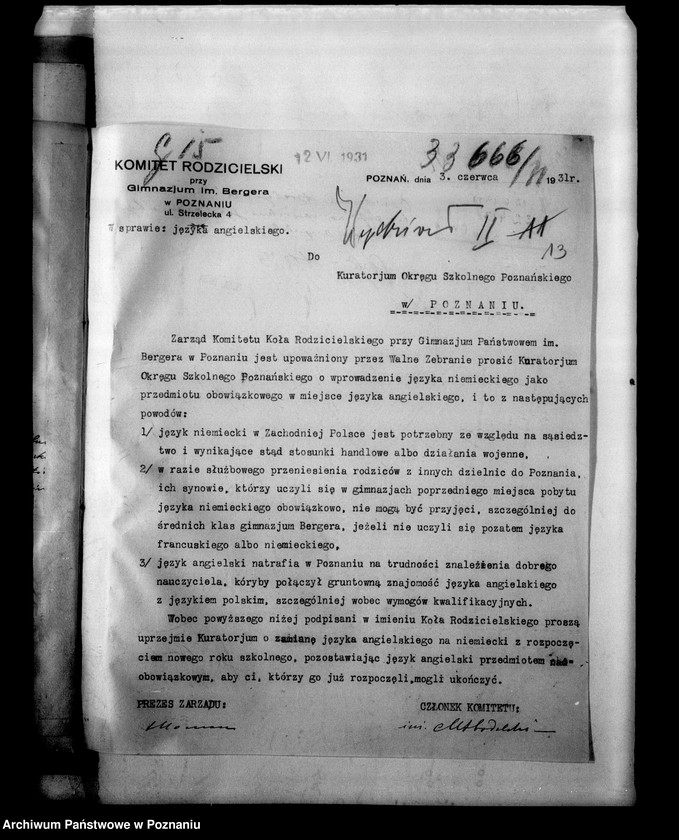 G/15
12 VI 1931
33 666/II
KOMITET RODZICIELSKI
przy
Gimnazjum im. Bergera
w POZNANIU
ul. Strzelecka 4
POZNAŃ, dnia 3. czerwca 1931r.
W sprawie: języka angielskiego.
Wydział II
13
Do
Kuratorjum Okręgu Szkolnego Poznańskiego
w/ POZNANIU.
Zarząd Komitetu Koła Rodzicielskiego przy Gimnazjum Państwowem im.
Bergera w Poznaniu jest upoważniony przez Walne Zebranie prosić Kuratorjum
Okręgu Szkolnego Poznańskiego o wprowadzenie języka niemieckiego jako
przedmiotu obowiązkowego w miejsce języka angielskiego, i to z następujących
powodów:
1/ język niemiecki w Zachodniej Polsce jest potrzebny ze względu na sąsiedz-
two i wynikające stąd stosunki handlowe albo działania wojenne,
2/ w razie służbowego przeniesienia rodziców z innych dzielnic do Poznania,
ich synowie, którzy uczyli się w gimnazjach poprzedniego miejsca pobytu
języka niemieckiego obowiązkowo, nie mogą być przyjęci, szczególniej do
średnich klas gimnazjum Bergera, jeżeli nie uczyli się pozatem języka
francuskiego albo niemieckiego,
3/ język angielski natrafia w Poznaniu na trudności znalezienia dobrego
nauczyciela, kóryby połączył gruntowną znajomość języka angielskiego
z językiem polskim, szczególniej wobec wymogów kwalifikacyjnych.
Wobec powyższego niżej podpisani w imieniu Koła Rodzicielskiego proszą
uprzejmie Kuratorjum o zamianę języka angielskiego na niemiecki z rozpoczę-
ciem nowego roku szkolnego, pozostawiając język angielski przedmiotem nad-
obowiązkowym, aby ci, którzy go już rozpoczęli, mogli ukończyć.
PREZES ZARZĄDU:
CZŁONEK KOMITETU:
inż.
Archiwum Państwowe w Poznaniu